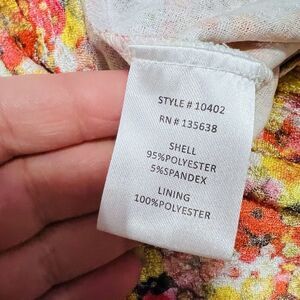 STYLE # 10402
RN # 135638
SHELL
95%POLYESTER
5%SPANDEX
LINING
100%POLYESTER